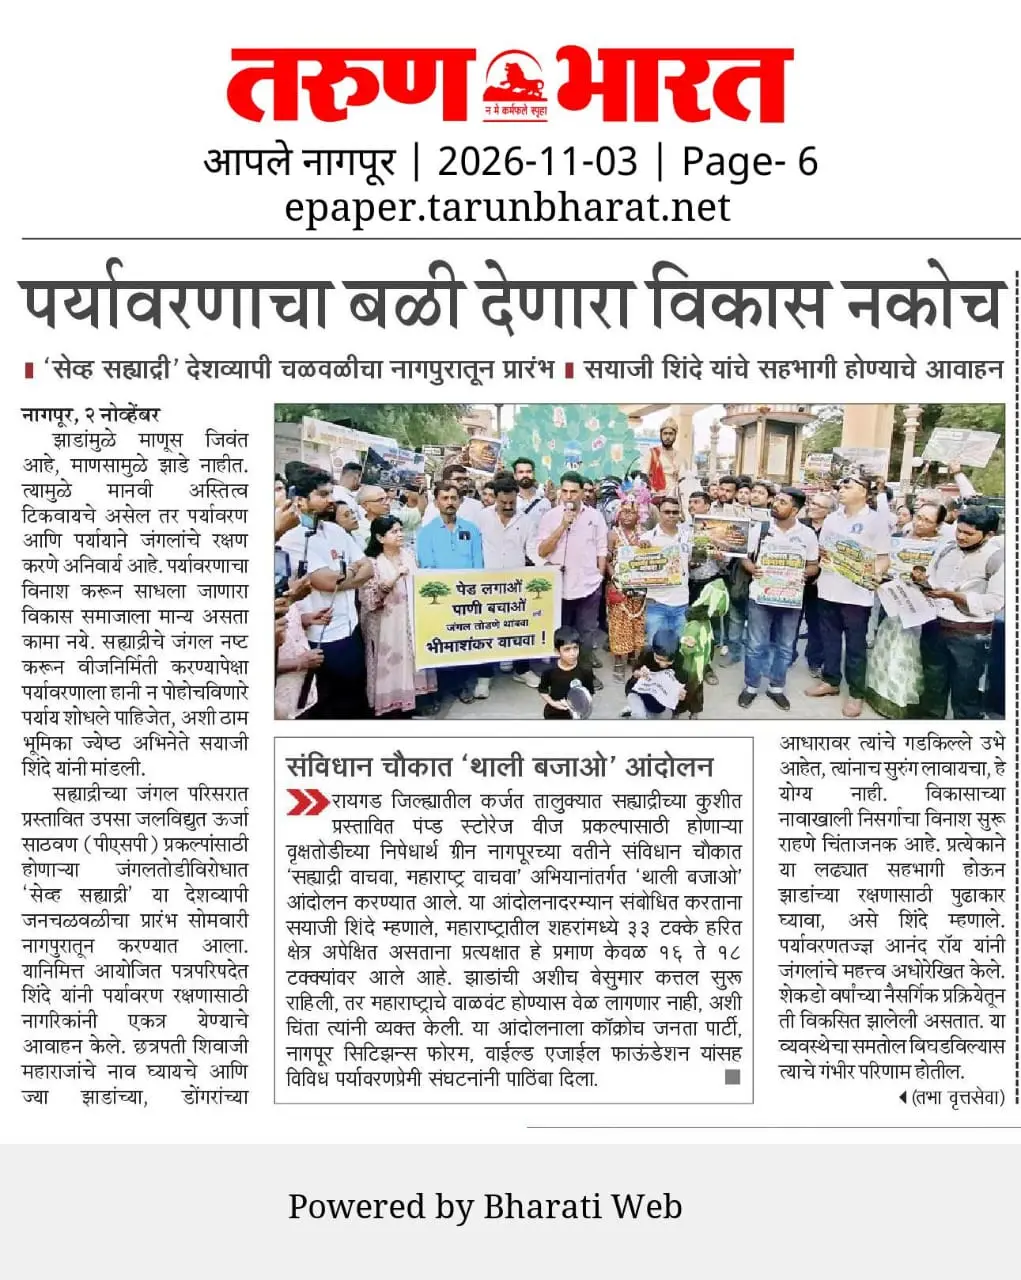 तरुण भारत
न मे कर्मफले स्पृहा
आपले नागपूर | 2026-11-03 | Page- 6
epaper.tarunbharat.net
पर्यावरणाचा बळी देणारा विकास नकोच
‘सेव्ह सह्याद्री’ देशव्यापी चळवळीचा नागपुरातून प्रारंभ
सयाजी शिंदे यांचे सहभागी होण्याचे आवाहन
नागपूर, २ नोव्हेंबर
झाडांमुळे माणूस जिवंत
आहे, माणसामुळे झाडे नाहीत.
त्यामुळे मानवी अस्तित्व
टिकवायचे असेल तर पर्यावरण
आणि पर्यायाने जंगलांचे रक्षण
करणे अनिवार्य आहे. पर्यावरणाचा
विनाश करून साधला जाणारा
विकास समाजाला मान्य असता
कामा नये. सह्याद्रीचे जंगल नष्ट
करून वीजनिर्मिती करण्यापेक्षा
पर्यावरणाला हानी न पोहोचविणारे
पर्याय शोधले पाहिजेत, अशी ठाम
भूमिका ज्येष्ठ अभिनेते सयाजी
शिंदे यांनी मांडली.
सह्याद्रीच्या जंगल परिसरात
प्रस्तावित उपसा जलविद्युत ऊर्जा
साठवण (पीएसपी) प्रकल्पांसाठी
होणाऱ्या जंगलतोडीविरोधात
‘सेव्ह सह्याद्री’ या देशव्यापी
जनचळवळीचा प्रारंभ सोमवारी
नागपुरातून करण्यात आला.
यानिमित्त आयोजित पत्रपरिषदेत
शिंदे यांनी पर्यावरण रक्षणासाठी
नागरिकांनी एकत्र येण्याचे
आवाहन केले. छत्रपती शिवाजी
महाराजांचे नाव घ्यायचे आणि
ज्या झाडांच्या, डोंगरांच्या
पेड लगाओं
पाणी बचाओं
जंगल तोडणे थांबवा
भीमाशंकर वाचवा !
संविधान चौकात ‘थाली बजाओ’ आंदोलन
रायगड जिल्ह्यातील कर्जत तालुक्यात सह्याद्रीच्या कुशीत
प्रस्तावित पंप्ड स्टोरेज वीज प्रकल्पासाठी होणाऱ्या
वृक्षतोडीच्या निषेधार्थ ग्रीन नागपूरच्या वतीने संविधान चौकात
‘सह्याद्री वाचवा, महाराष्ट्र वाचवा’ अभियानांतर्गत ‘थाली बजाओ’
आंदोलन करण्यात आले. या आंदोलनादरम्यान संबोधित करताना
सयाजी शिंदे म्हणाले, महाराष्ट्रातील शहरांमध्ये ३३ टक्के हरित
क्षेत्र अपेक्षित असताना प्रत्यक्षात हे प्रमाण केवळ १६ ते १८
टक्क्यांवर आले आहे. झाडांची अशीच बेसुमार कत्तल सुरू
राहिली, तर महाराष्ट्राचे वाळवंट होण्यास वेळ लागणार नाही, अशी
चिंता त्यांनी व्यक्त केली. या आंदोलनाला कॉक्रोच जनता पार्टी,
नागपूर सिटिझन्स फोरम, वाईल्ड एजाईल फाऊंडेशन यांसह
विविध पर्यावरणप्रेमी संघटनांनी पाठिंबा दिला.
आधारावर त्यांचे गडकिल्ले उभे
आहेत, त्यांनाच सुरुंग लावायचा, हे
योग्य नाही. विकासाच्या
नावाखाली निसर्गाचा विनाश सुरू
राहणे चिंताजनक आहे. प्रत्येकाने
या लढ्यात सहभागी होऊन
झाडांच्या रक्षणासाठी पुढाकार
घ्यावा, असे शिंदे म्हणाले.
पर्यावरणतज्ज्ञ आनंद रॉय यांनी
जंगलांचे महत्त्व अधोरेखित केले.
शेकडो वर्षांच्या नैसर्गिक प्रक्रियेतून
ती विकसित झालेली असतात. या
व्यवस्थेचा समतोल बिघडविल्यास
त्याचे गंभीर परिणाम होतील.
(तभा वृत्तसेवा)
Powered by Bharati Web